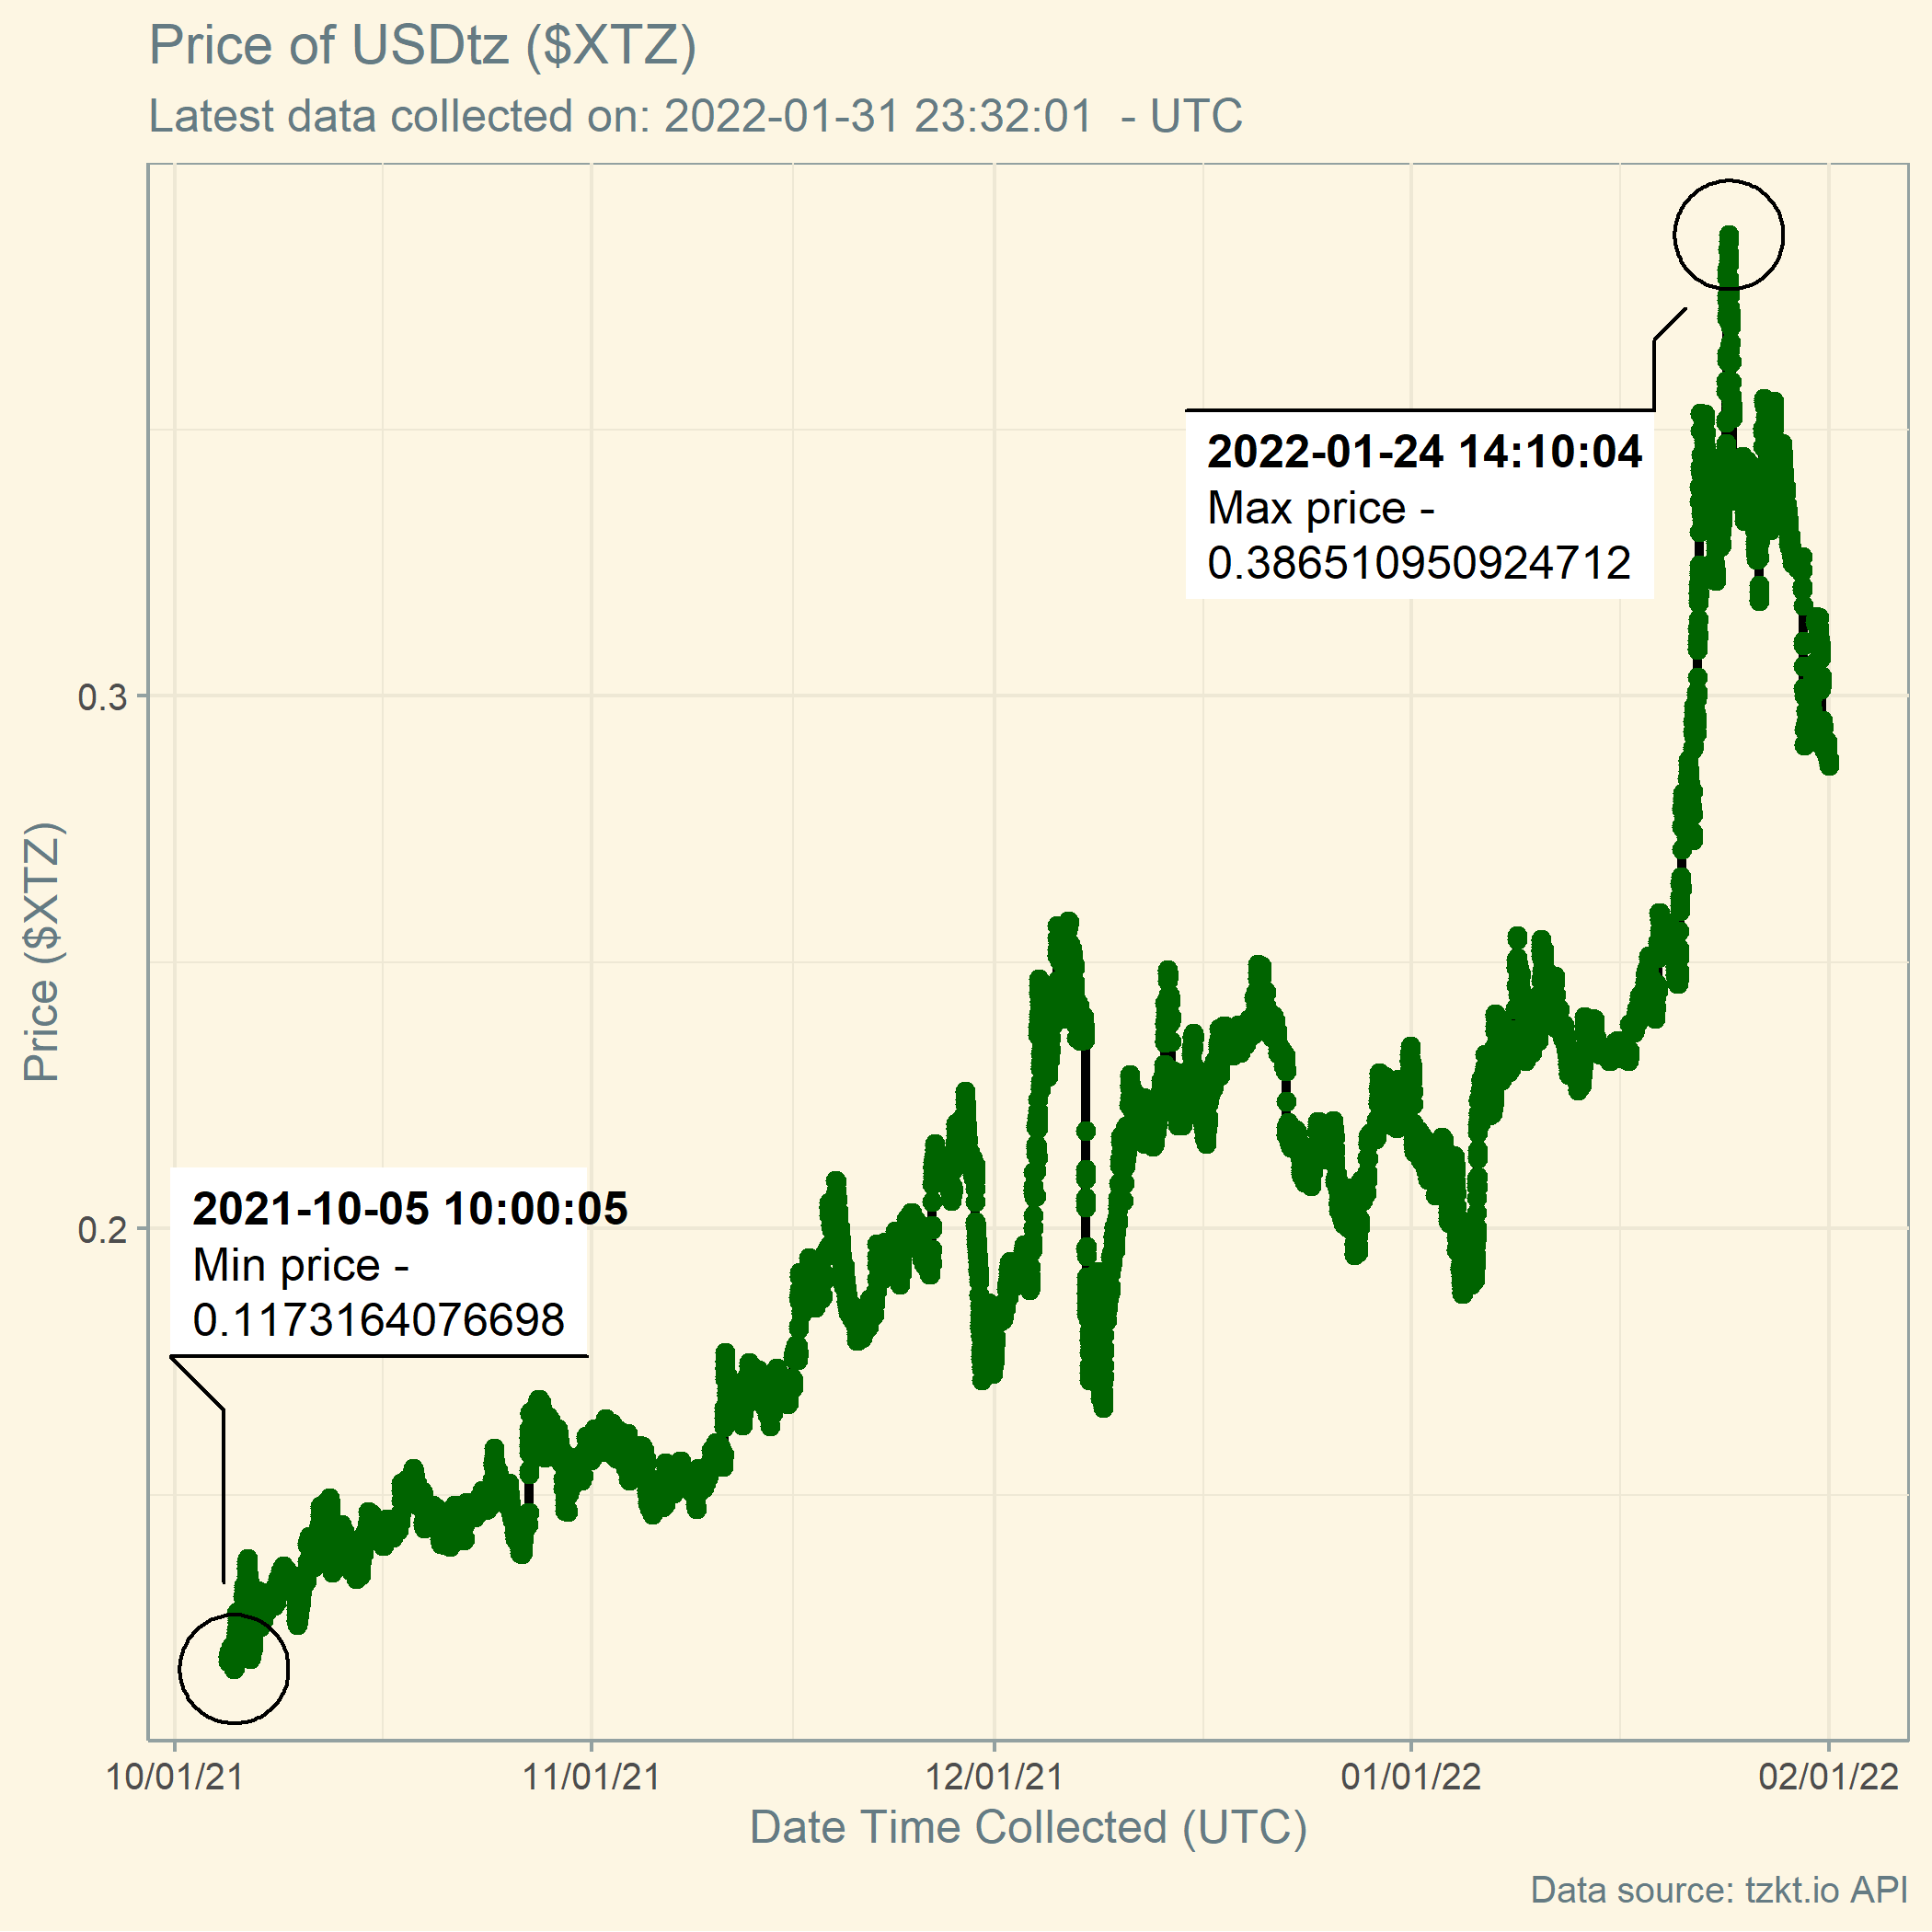 Price of USDtz ($XTZ)
Latest data collected on: 2022-01-31 23:32:01  - UTC
2022-01-24 14:10:04
Max price -
0.386510950924712
0.3
Price ($XTZ)
0.2
2021-10-05 10:00:05
Min price -
0.1173164076698
10/01/21
11/01/21
12/01/21
01/01/22
02/01/22
Date Time Collected (UTC)
Data source: tzkt.io API